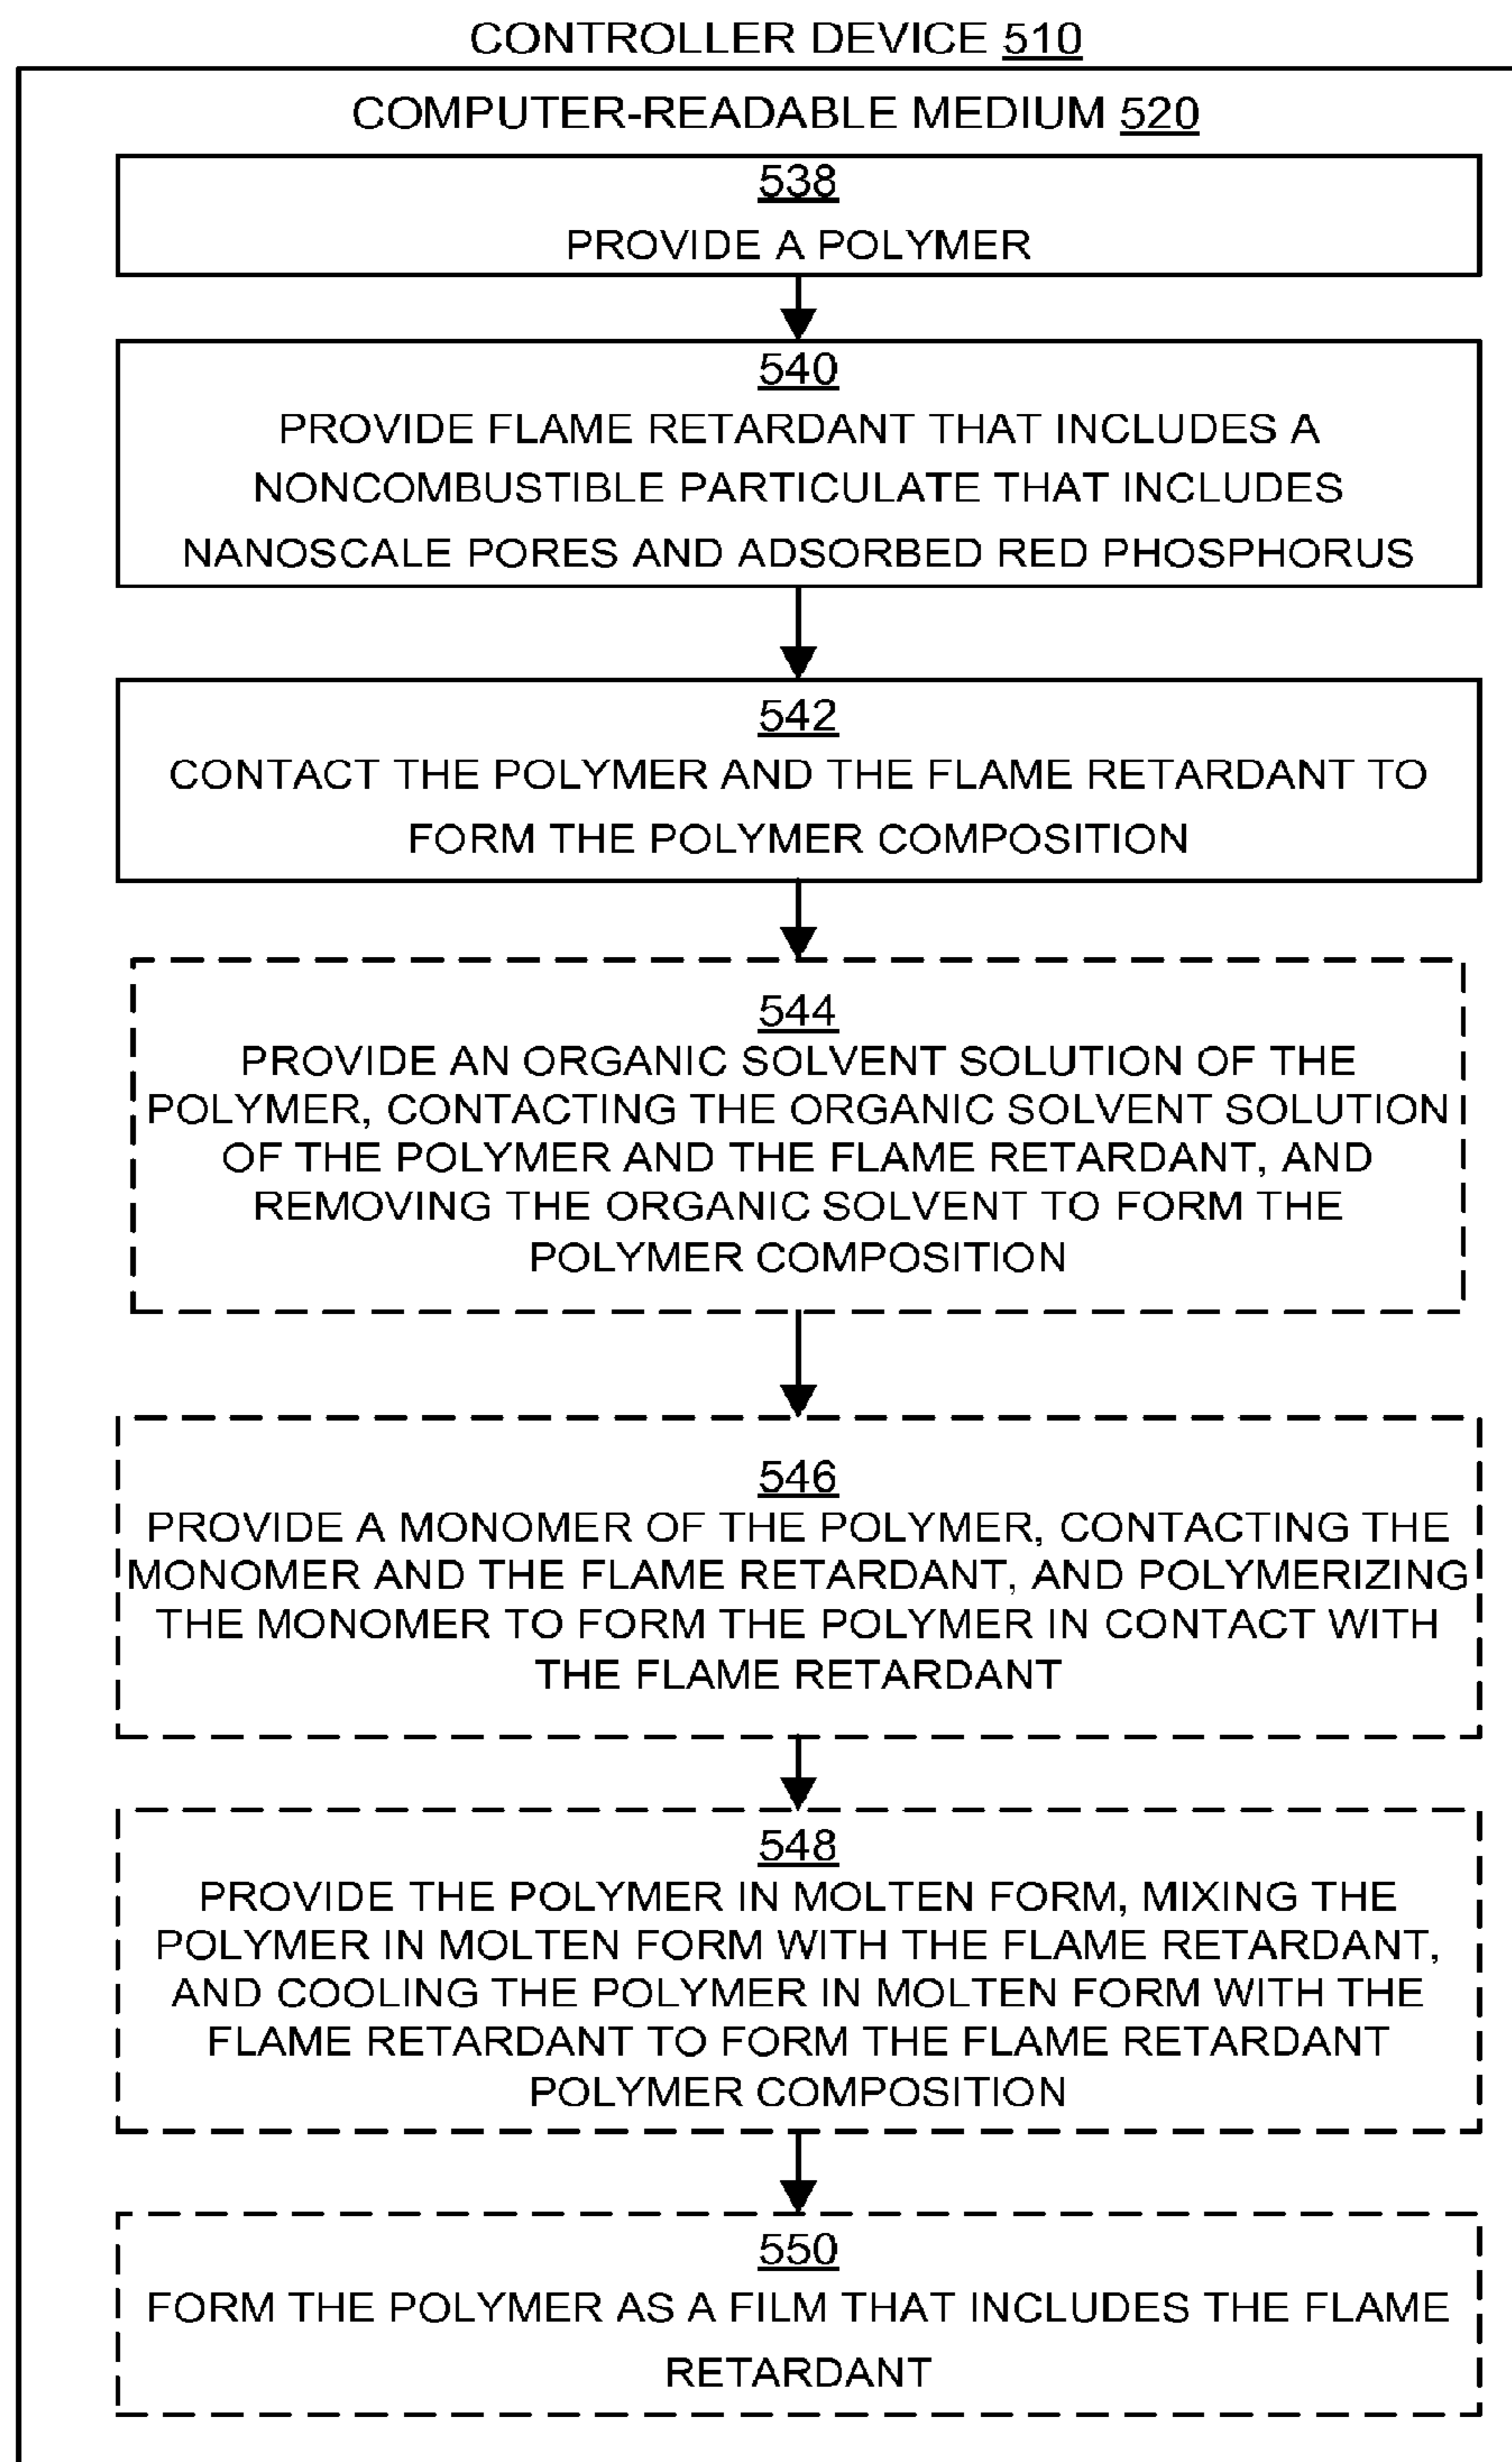 CONTROLLER DEVICE 510
COMPUTER-READABLE MEDIUM 520
538
PROVIDE A POLYMER
540
PROVIDE FLAME RETARDANT THAT INCLUDES A
NONCOMBUSTIBLE PARTICULATE THAT INCLUDES
NANOSCALE PORES AND ADSORBED RED PHOSPHORUS
542
CONTACT THE POLYMER AND THE FLAME RETARDANT TO
FORM THE POLYMER COMPOSITION
544
PROVIDE AN ORGANIC SOLVENT SOLUTION OF THE
POLYMER, CONTACTING THE ORGANIC SOLVENT SOLUTION
OF THE POLYMER AND THE FLAME RETARDANT, AND
REMOVING THE ORGANIC SOLVENT TO FORM THE
POLYMER COMPOSITION
546
PROVIDE A MONOMER OF THE POLYMER, CONTACTING THE
MONOMER AND THE FLAME RETARDANT, AND POLYMERIZING
THE MONOMER TO FORM THE POLYMER IN CONTACT WITH
THE FLAME RETARDANT
548
PROVIDE THE POLYMER IN MOLTEN FORM, MIXING THE
POLYMER IN MOLTEN FORM WITH THE FLAME RETARDANT,
AND COOLING THE POLYMER IN MOLTEN FORM WITH THE
FLAME RETARDANT TO FORM THE FLAME RETARDANT
POLYMER COMPOSITION
550
FORM THE POLYMER AS A FILM THAT INCLUDES THE FLAME
RETARDANT